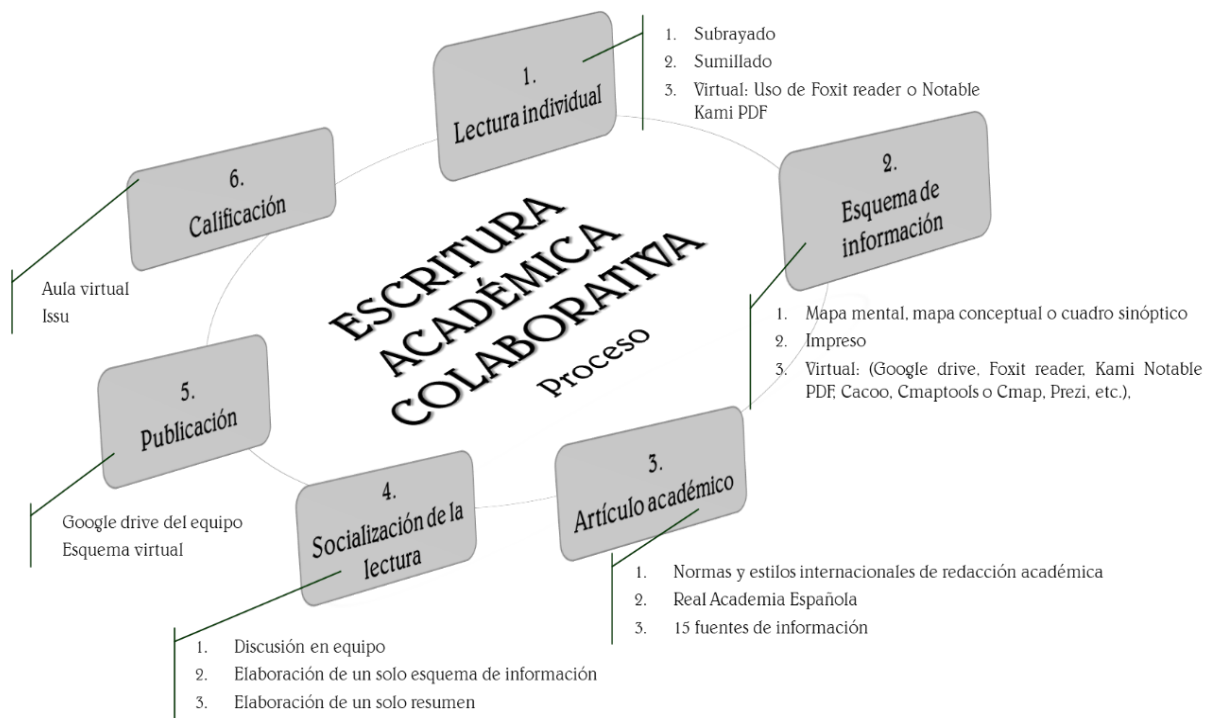 1.
Lectura individual
1. Subrayado
2. Sumillado
3. Virtual: Uso de Foxit reader o Notable
Kami PDF
2.
Esquema de
información
1. Mapa mental, mapa conceptual o cuadro sinóptico
2. Impreso
3. Virtual: (Google drive, Foxit reader, Kami Notable
PDF, Cacoo, Cmaptools o Cmap, Prezi, etc.),
3.
Artículo académico
1. Normas y estilos internacionales de redacción académica
2. Real Academia Española
3. 15 fuentes de información
4.
Socialización de la
lectura
1. Discusión en equipo
2. Elaboración de un solo esquema de información
3. Elaboración de un solo resumen
5.
Publicación
Google drive del equipo
Esquema virtual
6.
Calificación
Aula virtual
Issu
ESCRITURA
ACADÉMICA
COLABORATIVA
Proceso